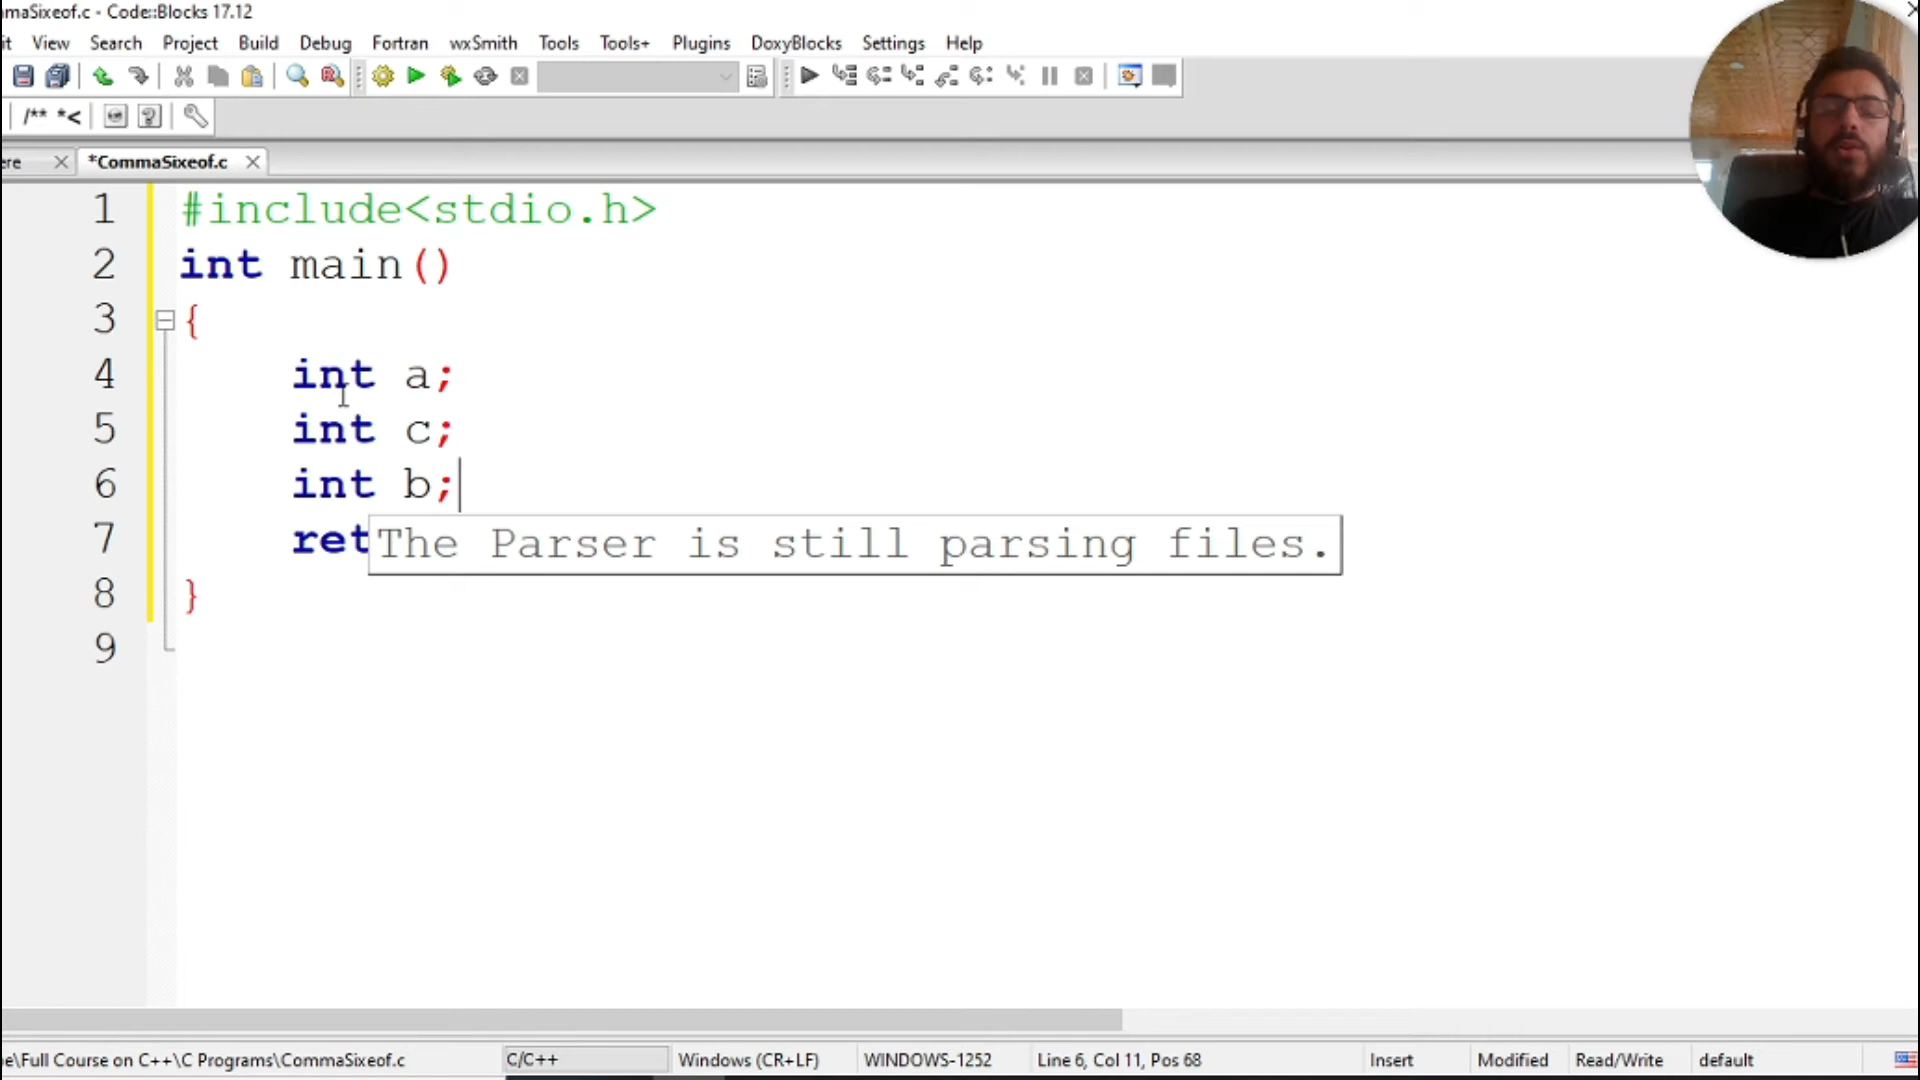 maSixeof.c - Code::Blocks 17.12
it View Search Project Build Debug Fortran wxSmith Tools Tools+ Plugins DoxyBlocks Settings Help
/** *<
ere *CommaSixeof.c
1 #include<stdio.h>
2 int main()
3 {
4 int a;
5 int c;
6 int b;
7 ret
The Parser is still parsing files.
8 }
9
e\Full Course on C++\C Programs\CommaSixeof.c C/C++ Windows (CR+LF) WINDOWS-1252 Line 6, Col 11, Pos 68 Insert Modified Read/Write default